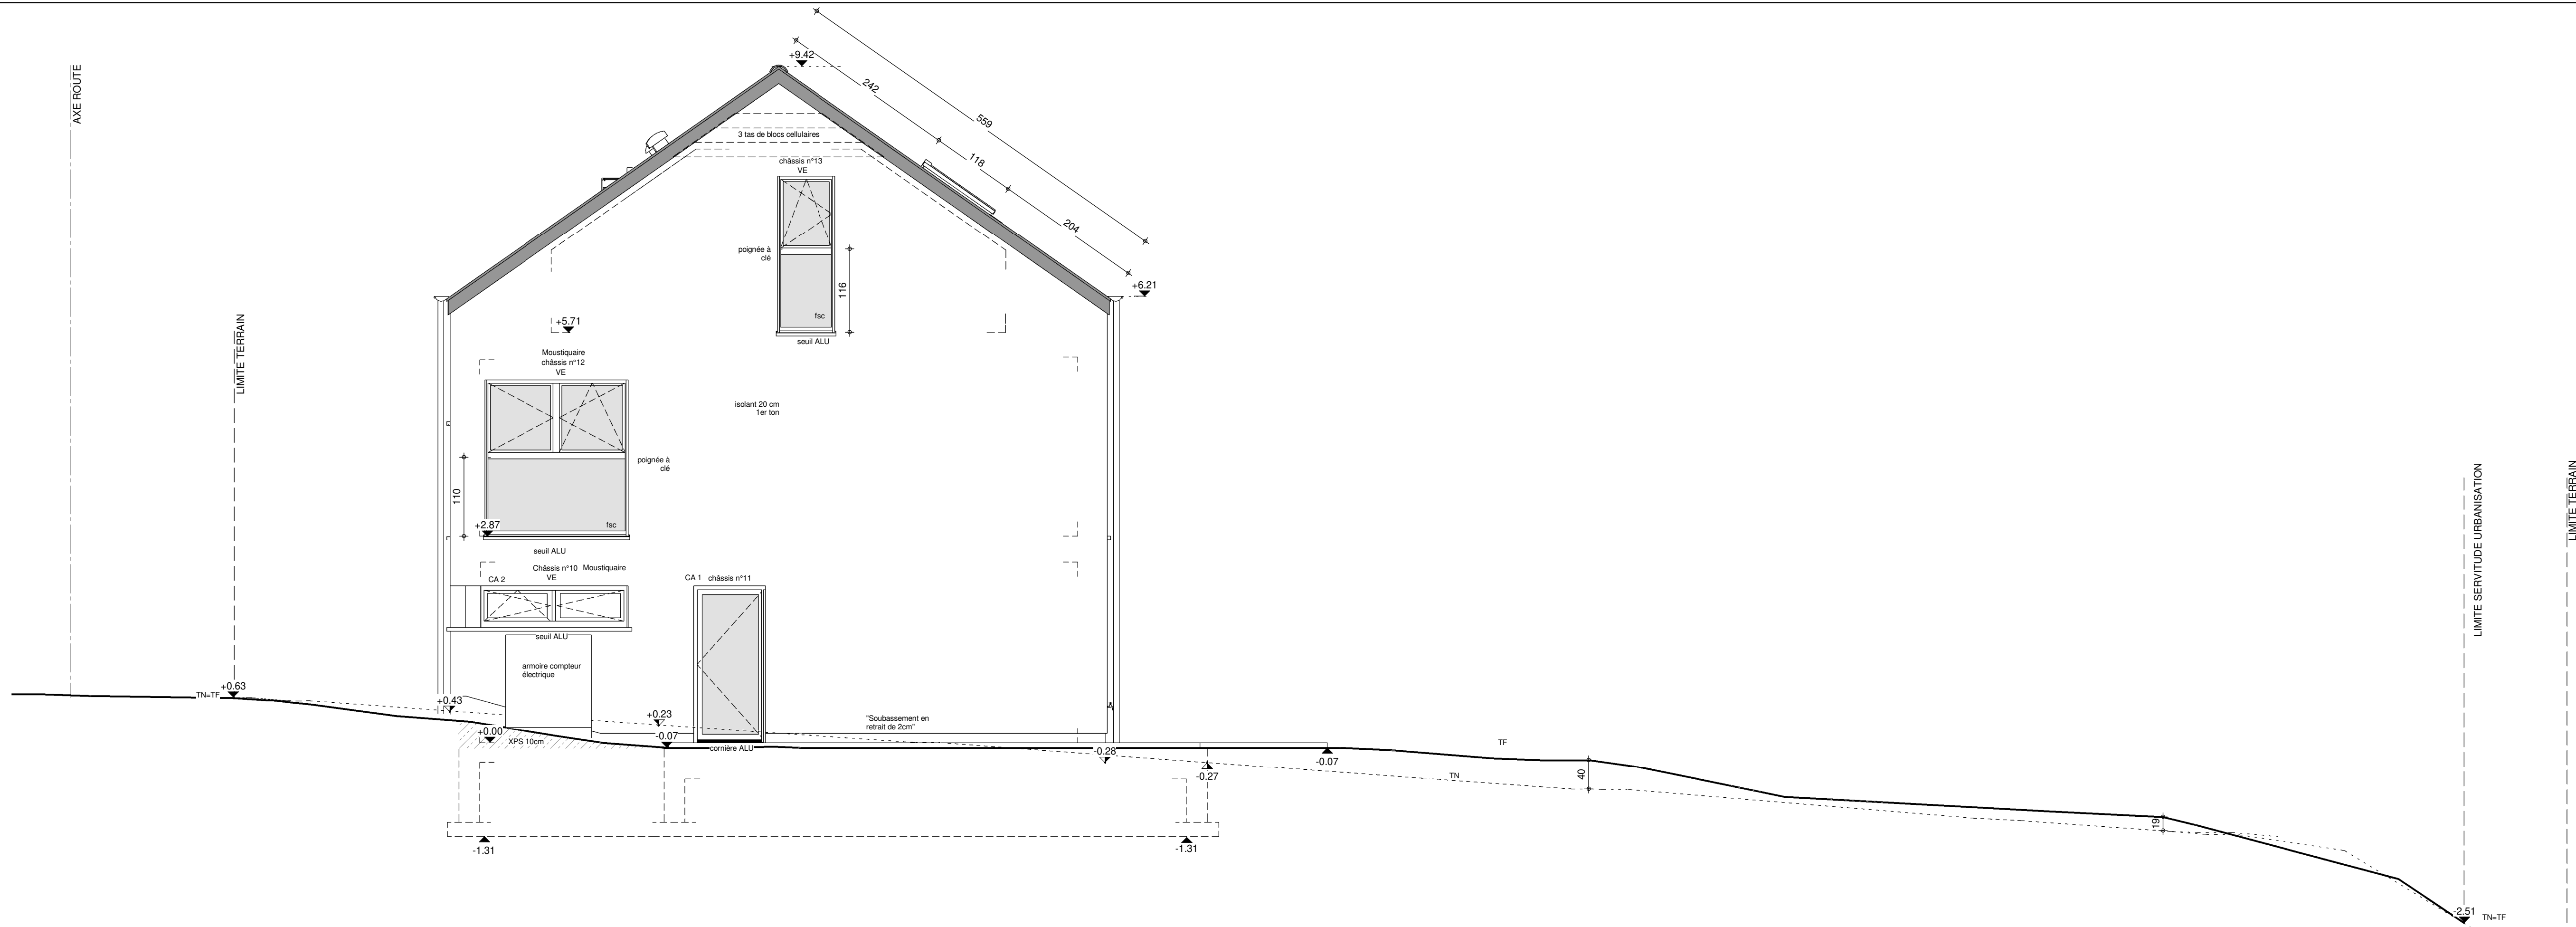 AXE ROUTE
LIMITE TERRAIN
+9.42
242
559
118
204
3 tas de blocs cellulaires
châssis n°13
VE
poignée à
clé
116
fsc
seuil ALU
+6.21
+5.71
Moustiquaire
châssis n°12
VE
isolant 20 cm
1er ton
poignée à
clé
110
+2.87
fsc
seuil ALU
Châssis n°10 Moustiquaire
CA 2
VE
CA 1 châssis n°11
seuil ALU
armoire compteur
électrique
TN=TF
+0.63
+0.43
+0.23
"Soubassement en
retrait de 2cm"
+0.00
XPS 10cm
-0.07
cornière ALU
-0.28
-0.27
-0.07
TF
TN
40
19
-1.31
-1.31
LIMITE SERVITUDE URBANISATION
LIMITE TERRAIN
-2.51
TN=TF